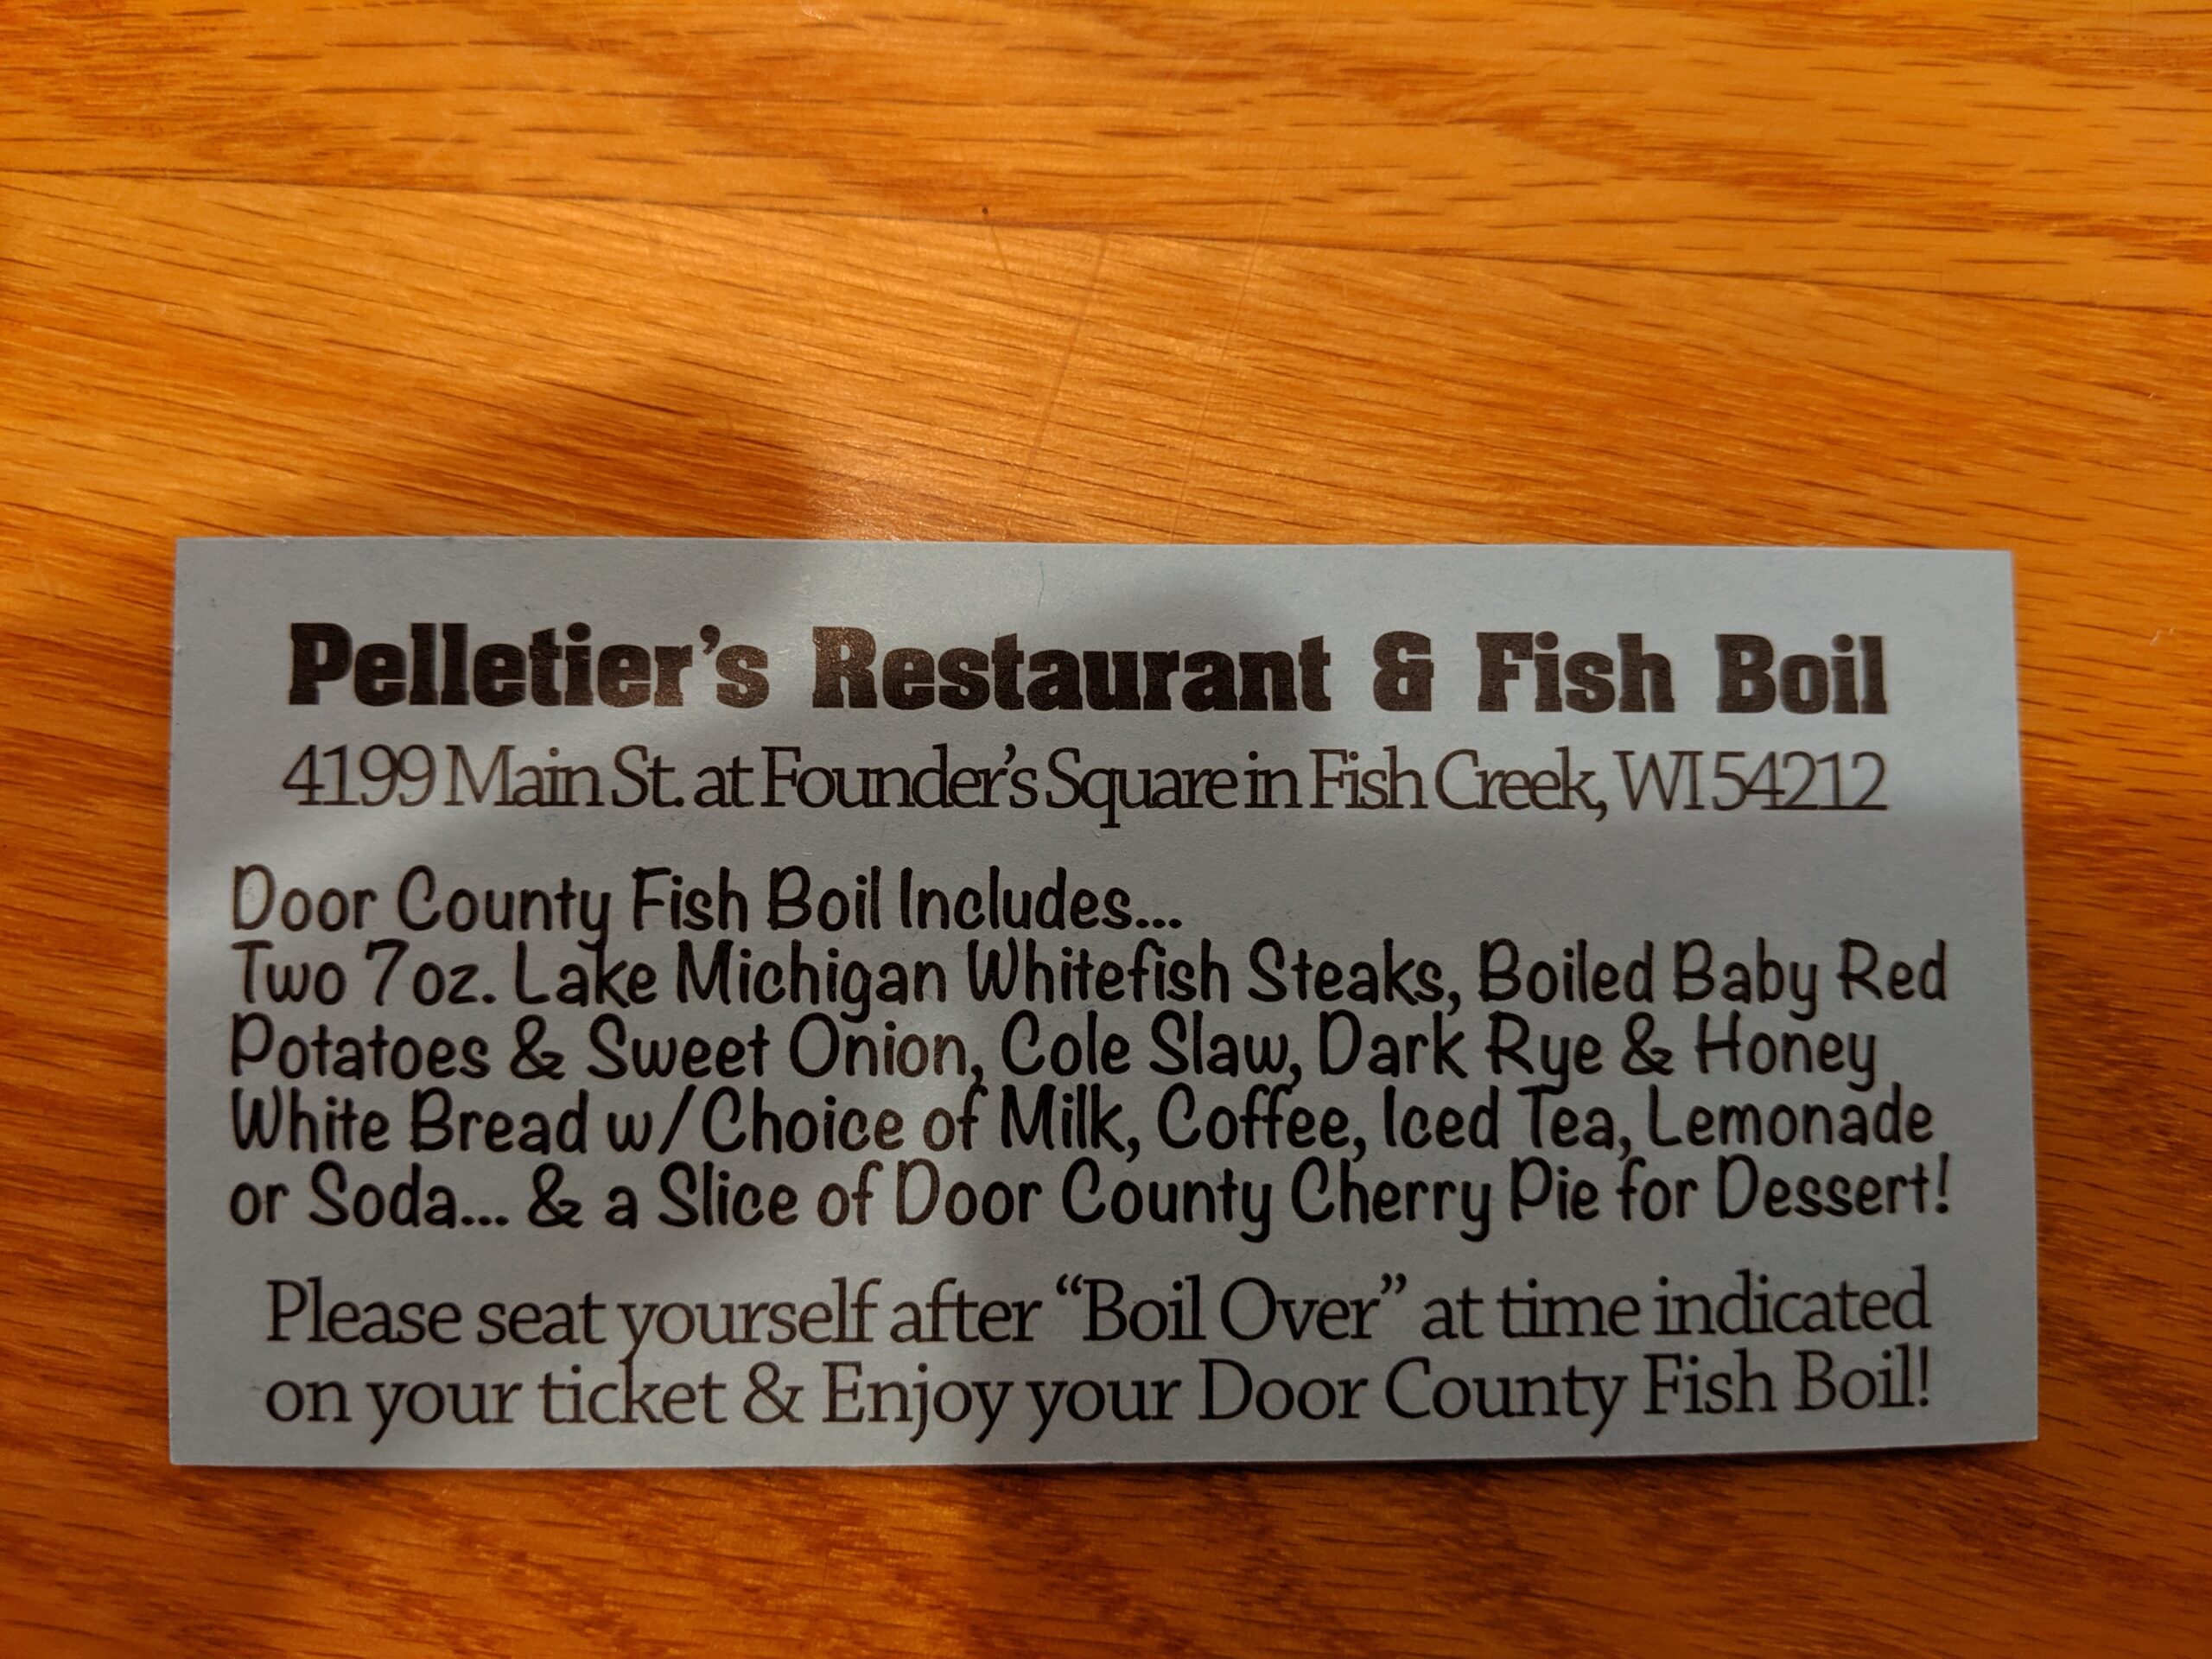 Pelletier's Restaurant & Fish Boil
4199 Main St. at Founder's Square in Fish Creek, WI 54212
Door County Fish Boil Includes...
Two 7oz. Lake Michigan Whitefish Steaks, Boiled Baby Red
Potatoes & Sweet Onion, Cole Slaw, Dark Rye & Honey
White Bread w/Choice of Milk, Coffee, Iced Tea, Lemonade
or Soda... & a Slice of Door County Cherry Pie for Dessert!
Please seat yourself after “Boil Over” at time indicated
on your ticket & Enjoy your Door County Fish Boil!